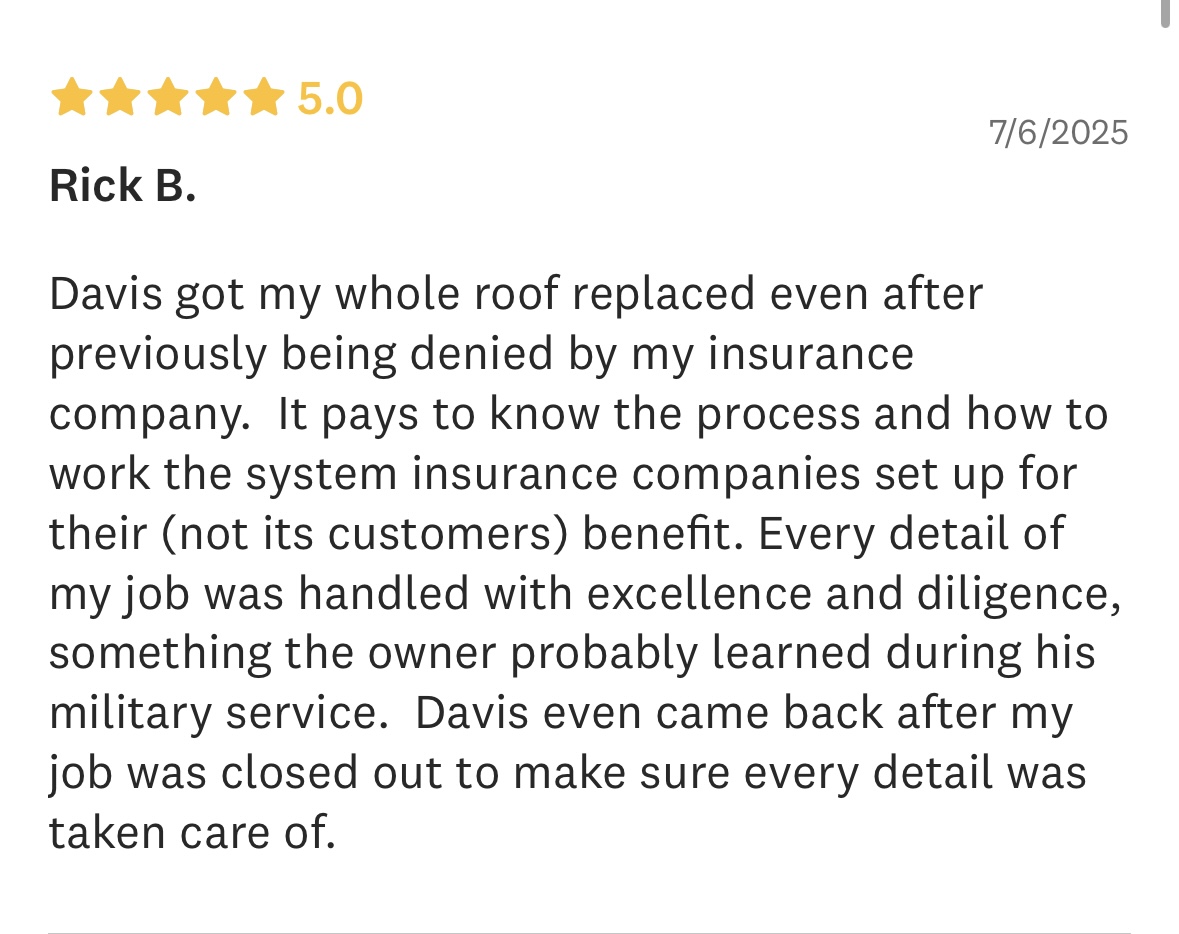 5.0
7/6/2025
Rick B.
Davis got my whole roof replaced even after
previously being denied by my insurance
company.  It pays to know the process and how to
work the system insurance companies set up for
their (not its customers) benefit. Every detail of
my job was handled with excellence and diligence,
something the owner probably learned during his
military service.  Davis even came back after my
job was closed out to make sure every detail was
taken care of.